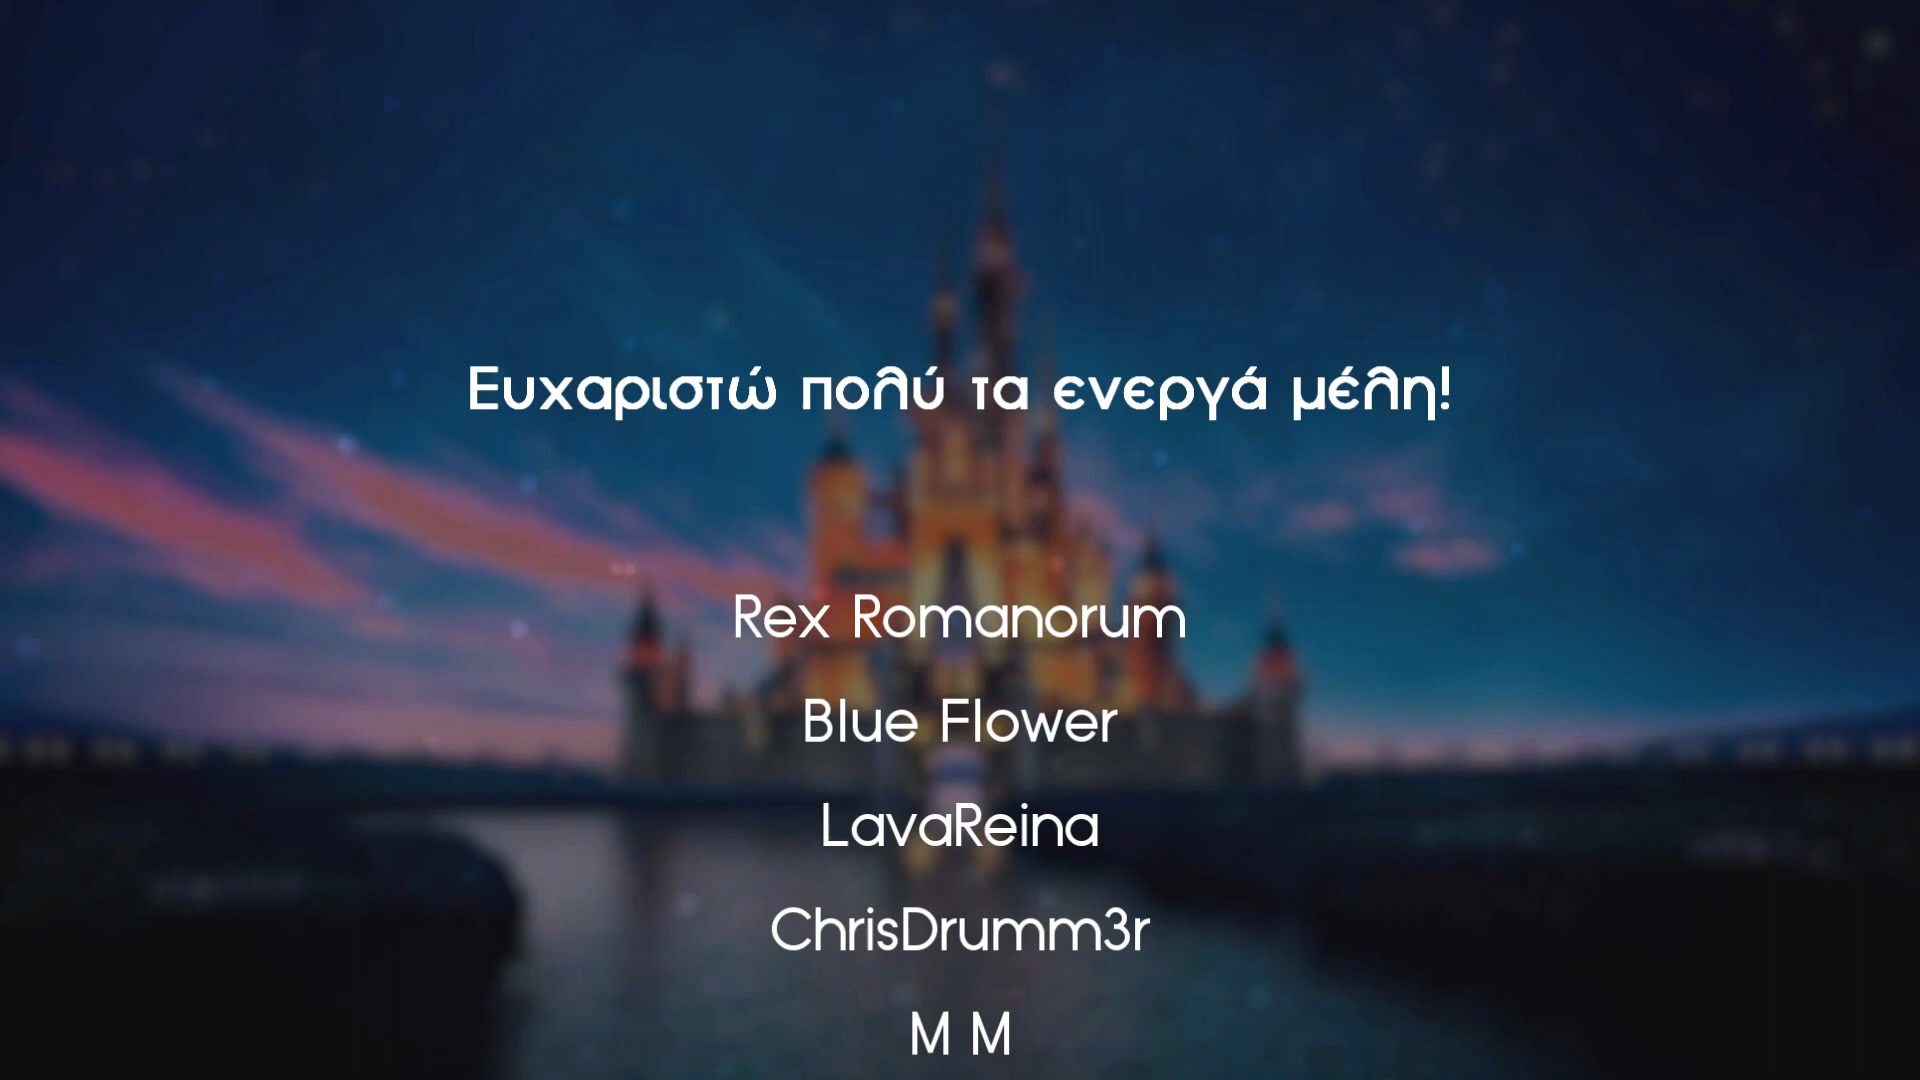 Ευχαριστώ πολύ τα ενεργά μέλη!
Rex Romanorum
Blue Flower
LavaReina
ChrisDrumm3r
M M